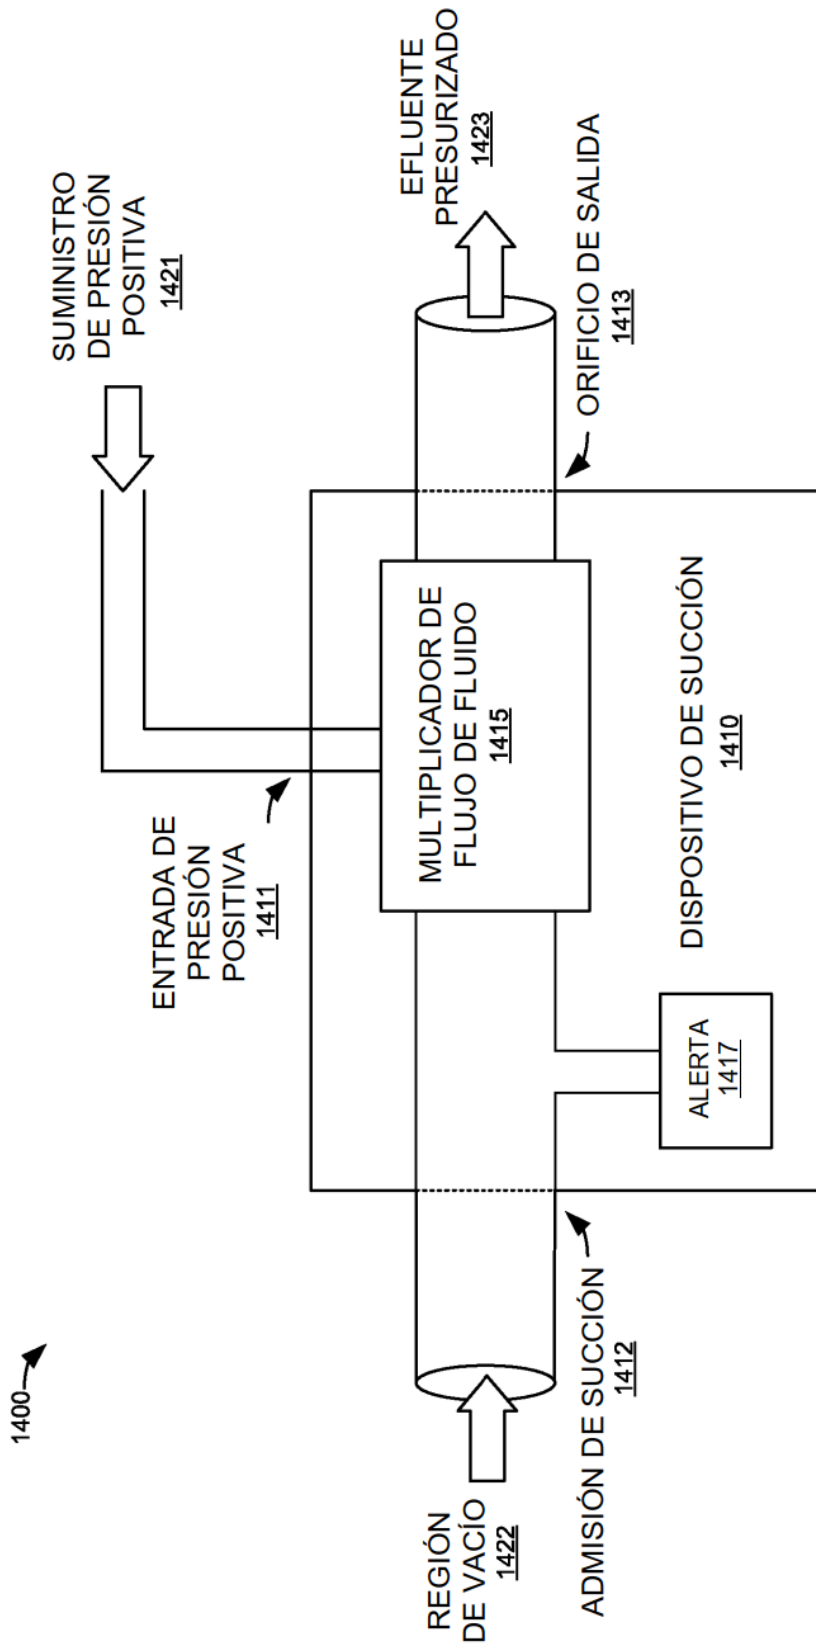 1400
SUMINISTRO
DE PRESIÓN
POSITIVA
1421
ENTRADA DE
PRESIÓN
POSITIVA
1411
EFLUENTE
PRESURIZADO
1423
REGIÓN
DE VACÍO
1422
MULTIPLICADOR DE
FLUJO DE FLUIDO
1415
ADMISIÓN DE SUCCIÓN
1412
ORIFICIO DE SALIDA
1413
ALERTA
1417
DISPOSITIVO DE SUCCIÓN
1410